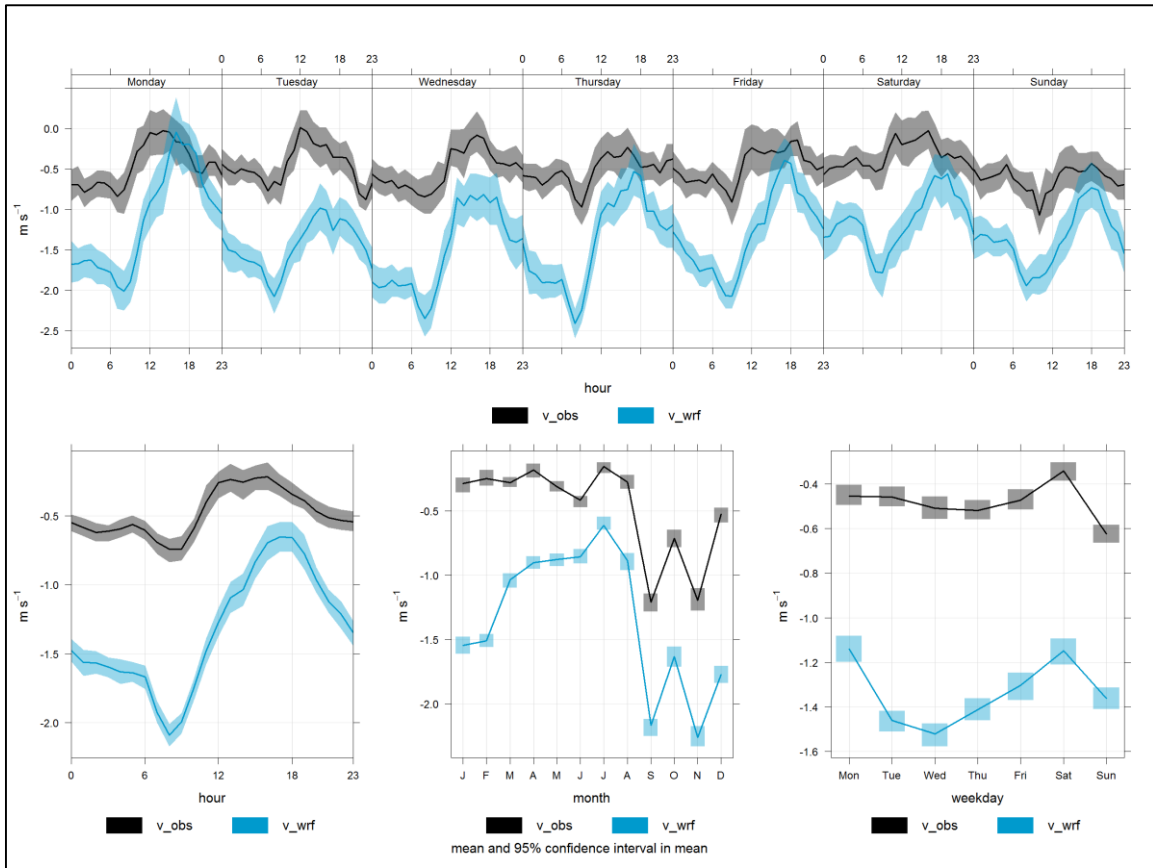 0 6 12 18 23 0 6 12 18 23 0 6 12 18 23
Monday Tuesday Wednesday Thursday Friday Saturday Sunday
0.0
-0.5
-1.0
-1.5
-2.0
-2.5
m s⁻¹
0 6 12 18 23 0 6 12 18 23 0 6 12 18 23 0 6 12 18 23
hour
v_obs v_wrf
-0.5
-1.0
-1.5
-2.0
m s⁻¹
0 6 12 18 23
hour
v_obs v_wrf
-0.5
-1.0
-1.5
-2.0
m s⁻¹
J F M A M J J A S O N D
month
v_obs v_wrf
-0.4
-0.6
-0.8
-1.0
-1.2
-1.4
-1.6
m s⁻¹
Mon Tue Wed Thu Fri Sat Sun
weekday
v_obs v_wrf
mean and 95% confidence interval in mean